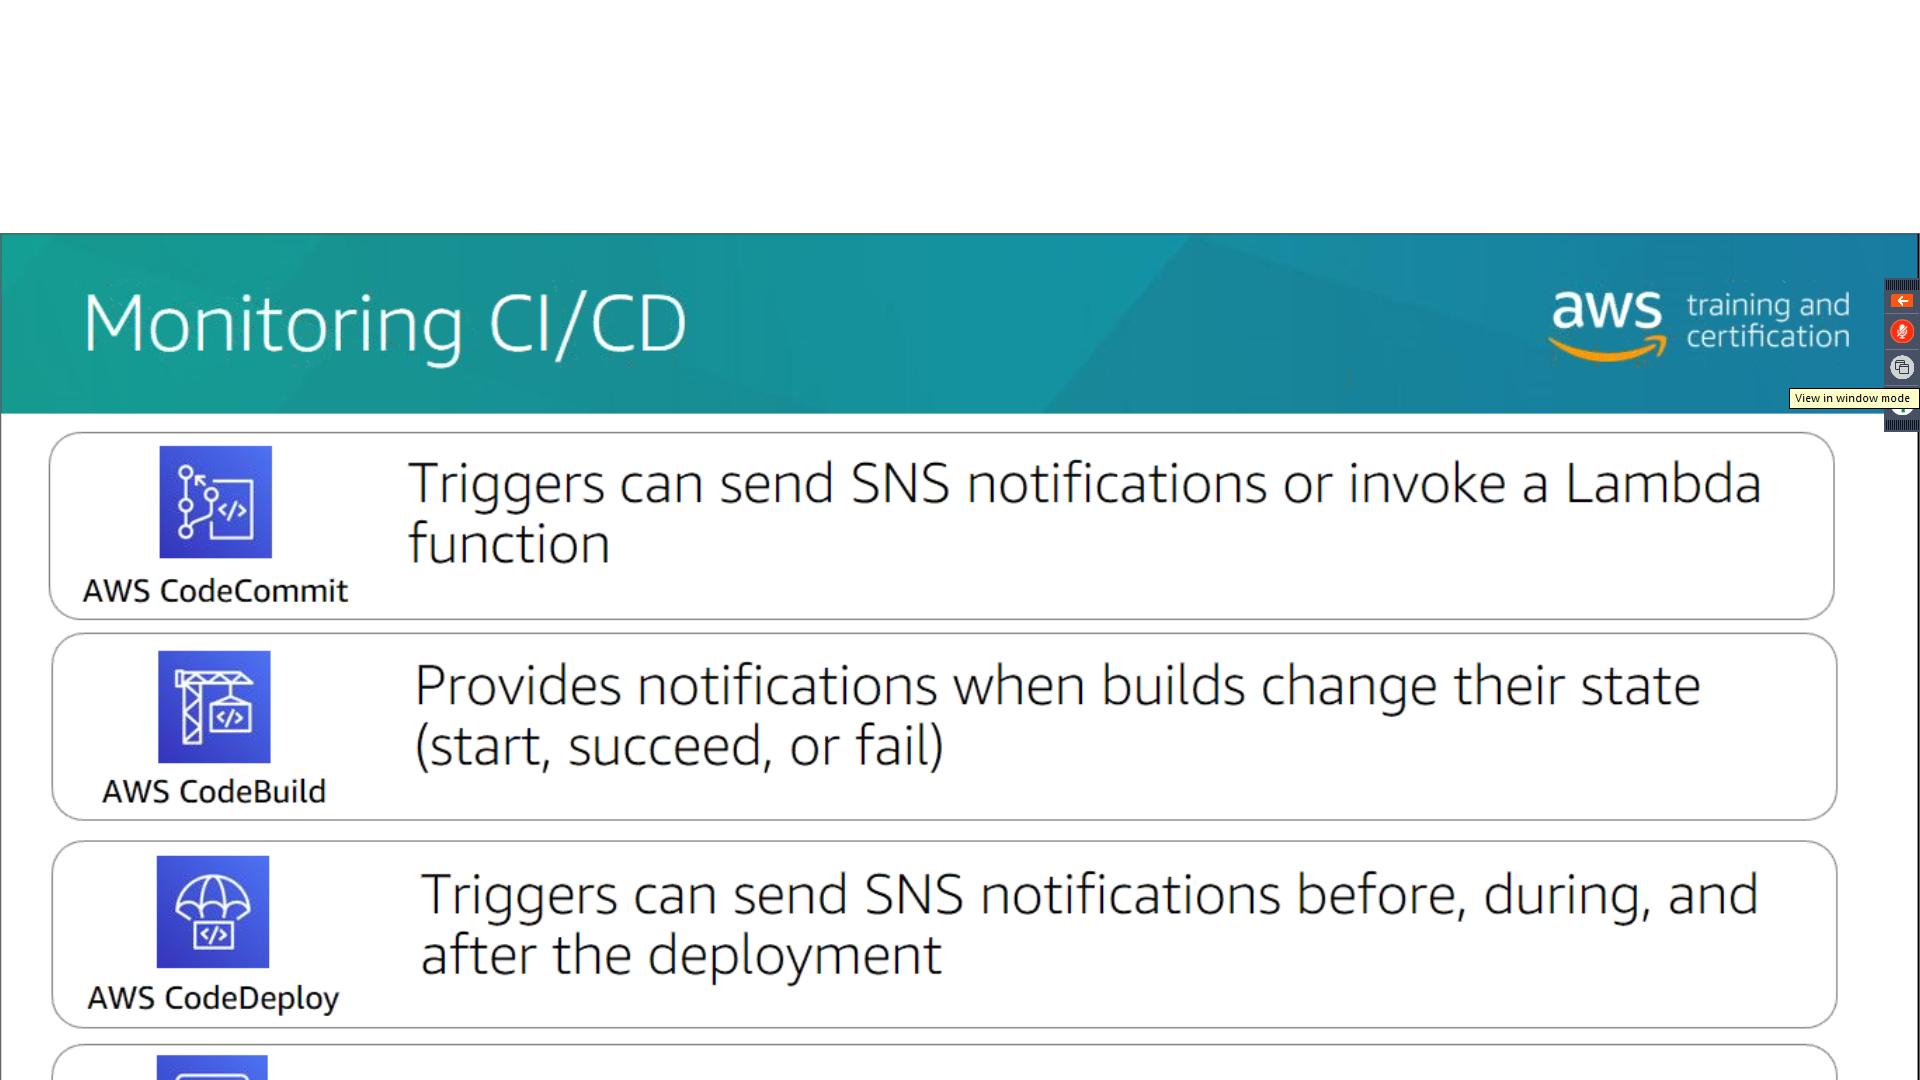 Monitoring CI/CD
aws training and
certification
View in window mode
Triggers can send SNS notifications or invoke a Lambda
function
AWS CodeCommit
Provides notifications when builds change their state
(start, succeed, or fail)
AWS CodeBuild
Triggers can send SNS notifications before, during, and
after the deployment
AWS CodeDeploy